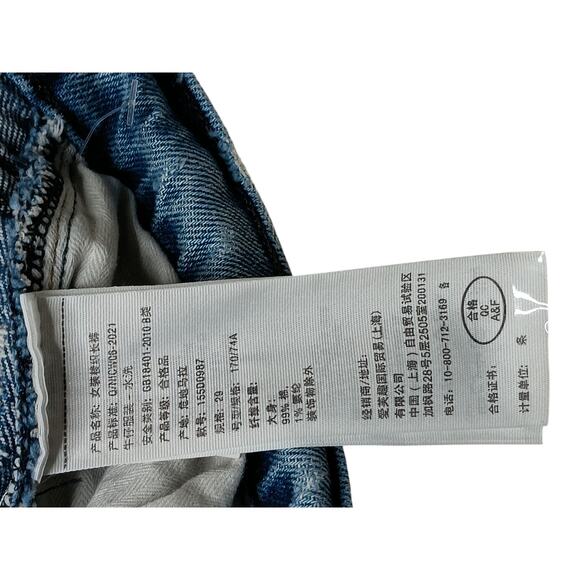 产品名称: 女装梭织长裤
产品标准: Q/NHCW06-2021
牛仔服装 | 水洗
安全类别: GB18401-2010 B类
产品等级: 合格品
产地: 危地马拉
款号: 155D0987
规格: 29
号型/规格: 170/74A
纤维含量:
大身:
99% 棉
1% 氨纶
装饰物除外
经销商/地址:
爱芙趣国际贸易(上海)
有限公司
中国 (上海) 自由贸易试验区
加枫路28号5层2505室200131
电话: 10-800-712-3169
合格证书:
合格
QC
A&F
计量单位: 条